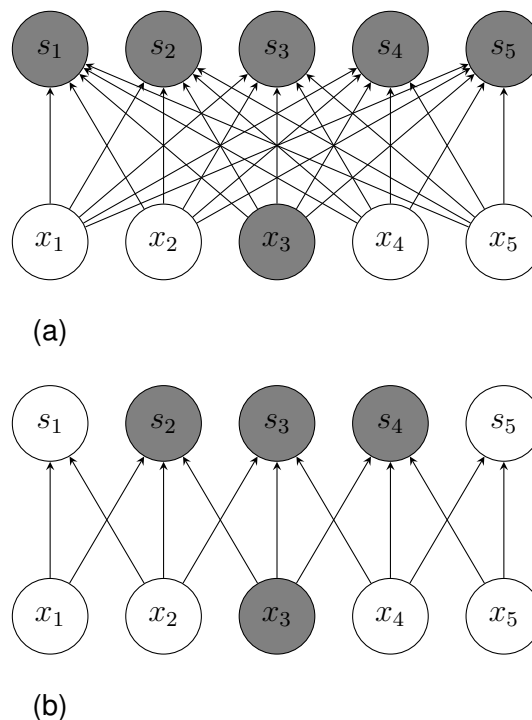 s₁ s₂ s₃ s₄ s₅
x₁ x₂ x₃ x₄ x₅
(a)
s₁ s₂ s₃ s₄ s₅
x₁ x₂ x₃ x₄ x₅
(b)